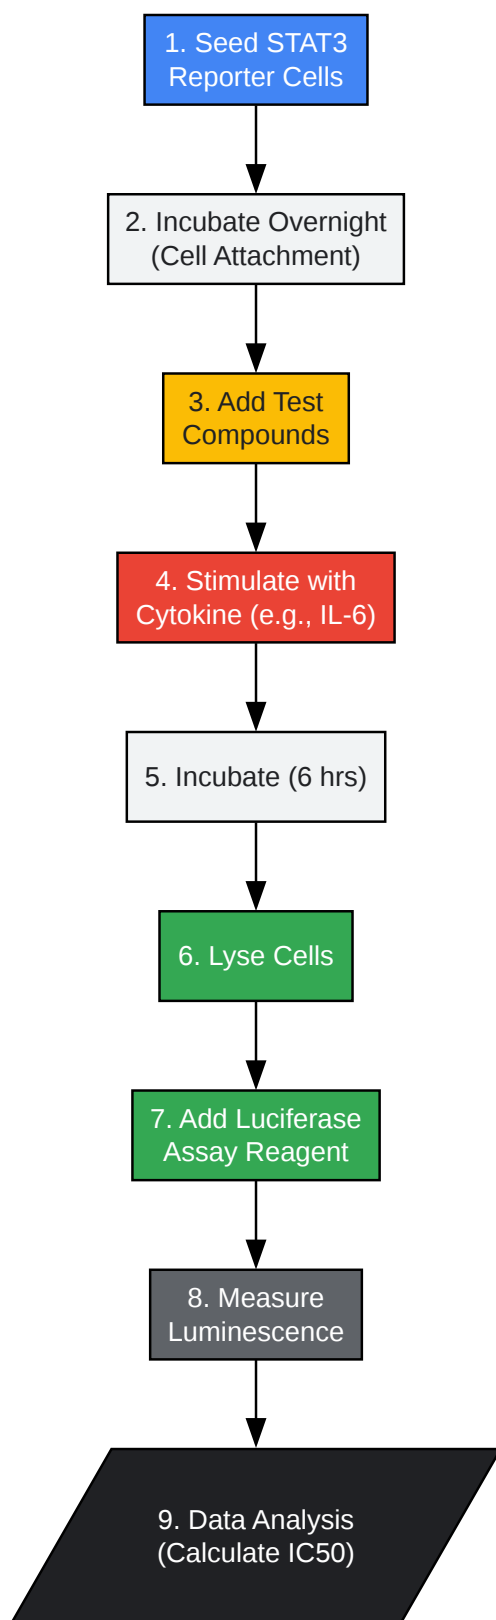 1. Seed STAT3
Reporter Cells
2. Incubate Overnight
(Cell Attachment)
3. Add Test
Compounds
4. Stimulate with
Cytokine (e.g., IL-6)
5. Incubate (6 hrs)
6. Lyse Cells
7. Add Luciferase
Assay Reagent
8. Measure
Luminescence
9. Data Analysis
(Calculate IC50)